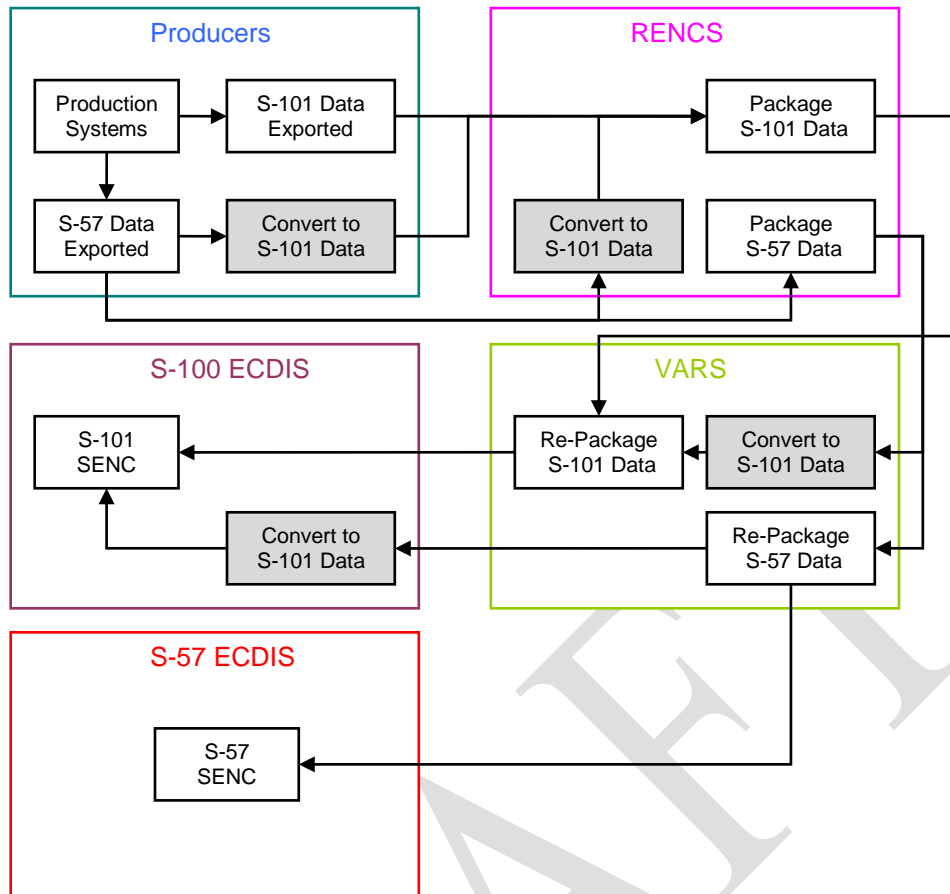 Producers
RENCS
Production
Systems
S-101 Data
Exported
Package
S-101 Data
S-57 Data
Exported
Convert to
S-101 Data
Convert to
S-101 Data
Package
S-57 Data
S-100 ECDIS
VARS
S-101
SENC
Re-Package
S-101 Data
Convert to
S-101 Data
Convert to
S-101 Data
Re-Package
S-57 Data
S-57 ECDIS
S-57
SENC